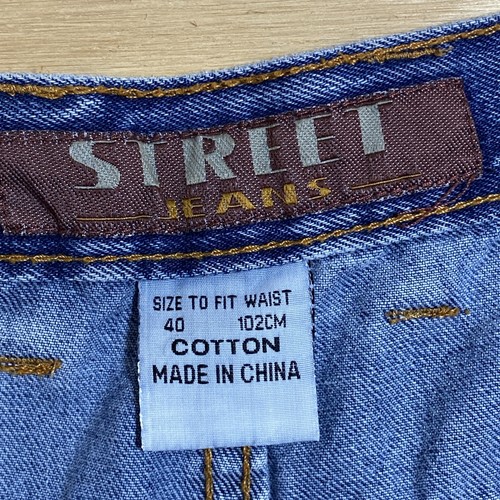 STREET
JEANS
SIZE TO FIT WAIST
40 102CM
COTTON
MADE IN CHINA